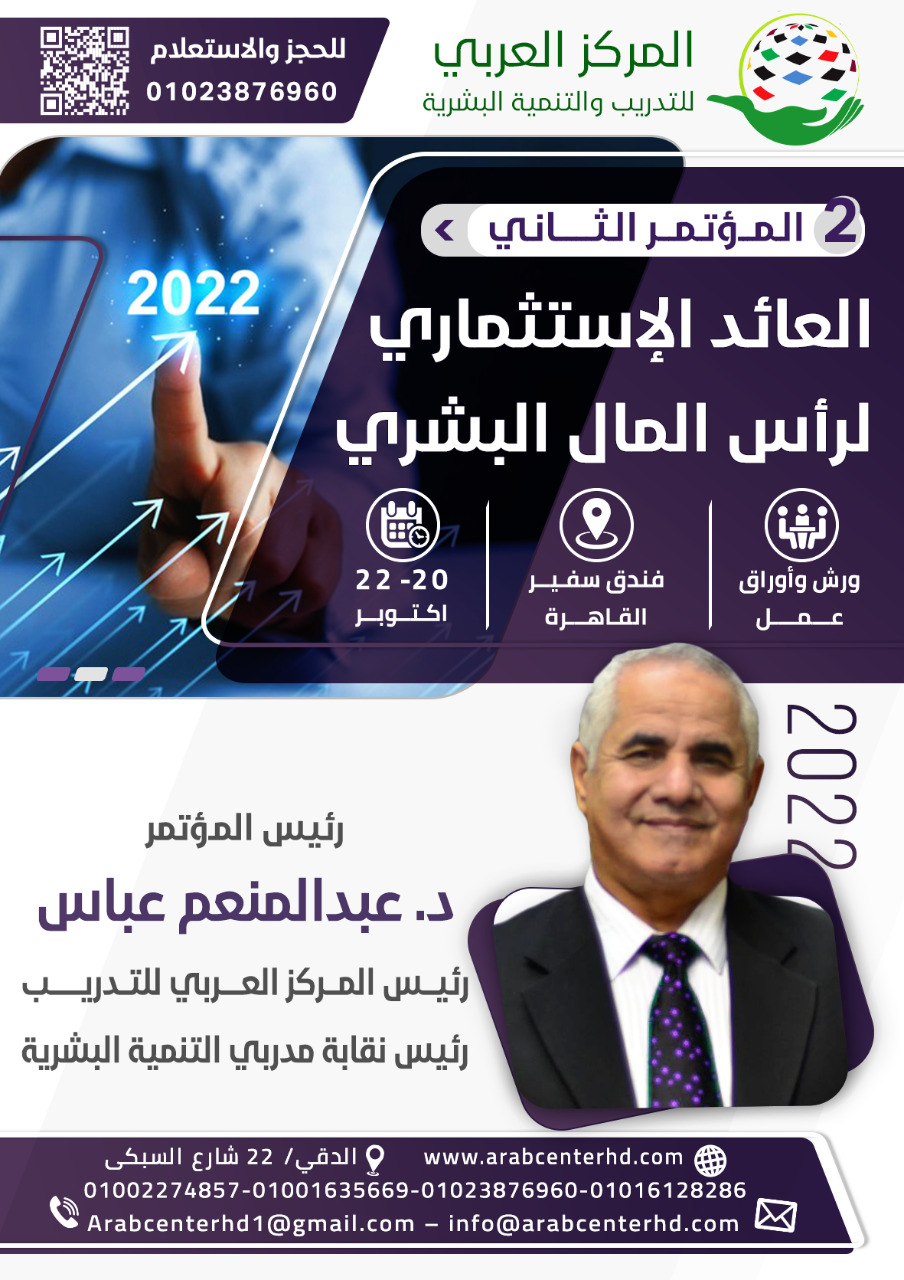 المركز العربي
للتدريب والتنمية البشرية
للحجز والاستعلام
01023876960
2 المؤتمر الثاني
2022
العائد الإستثماري
لرأس المال البشري
ورش وأوراق
عمل
فندق سفير
القاهرة
20- 22
اكتوبر
2022
رئيس المؤتمر
د. عبدالمنعم عباس
رئيس المركز العربي للتدريب
رئيس نقابة مدربي التنمية البشرية
www.arabcenterhd.com
الدقي/ 22 شارع السبكى
01002274857-01001635669-01023876960-01016128286
Arabcenterhd1@gmail.com – info@arabcenterhd.com